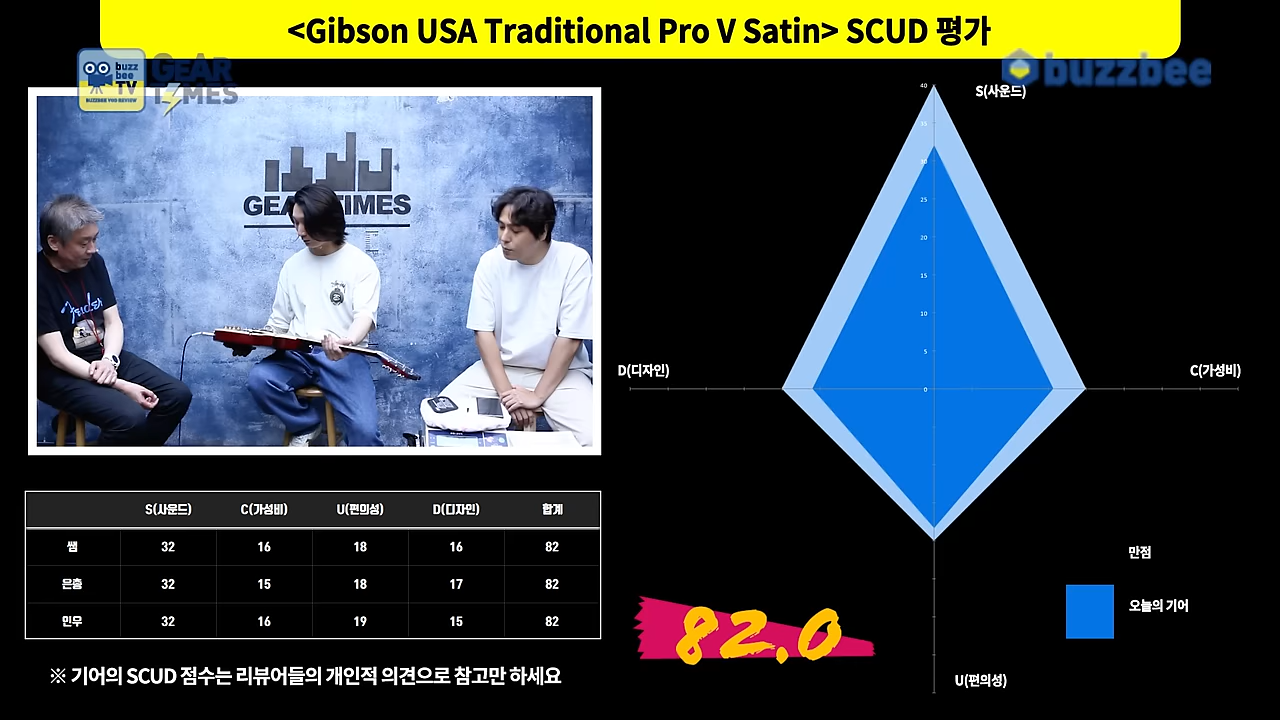 <Gibson USA Traditional Pro V Satin> SCUD 평가
buzz
bee
TV
BUZZBEE VOD REVIEW
GEAR
TIMES
buzzbee
GEAR TIMES
S(사운드)
40
35
30
25
20
15
10
5
0
D(디자인)
C(가성비)
U(편의성)
만점
오늘의 기어
S(사운드) C(가성비) U(편의성) D(디자인) 합계
쌤 32 16 18 16 82
은총 32 15 18 17 82
민우 32 16 19 15 82
82.0
※ 기어의 SCUD 점수는 리뷰어들의 개인적 의견으로 참고만 하세요